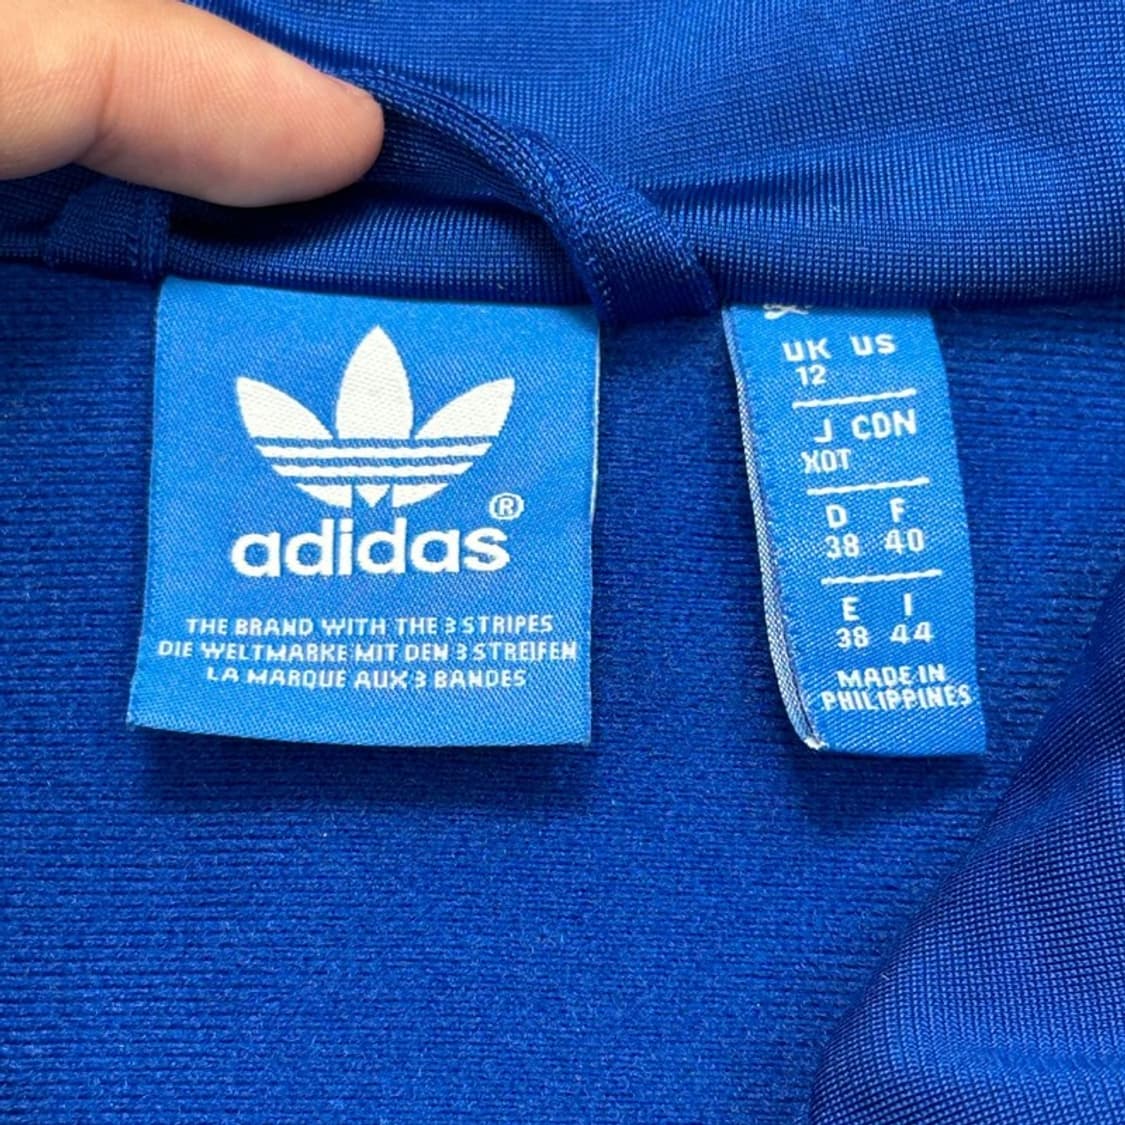 adidas®
THE BRAND WITH THE 3 STRIPES
DIE WELTMARKE MIT DEN 3 STREIFEN
LA MARQUE AUX 3 BANDES
UK US
12
J CDN
XOT
D F
38 40
E I
38 44
MADE IN
PHILIPPINES